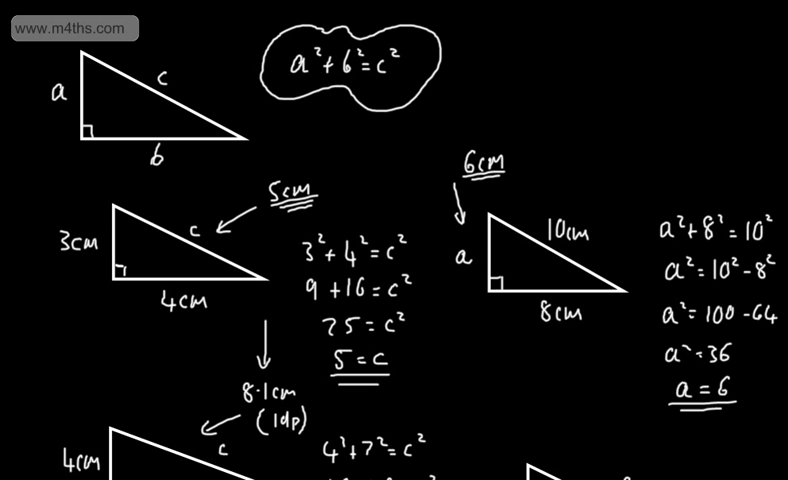 www.m4ths.com
a² + b² = c²
a
c
b
5cm
3cm
c
4cm
3² + 4² = c²
9 + 16 = c²
25 = c²
5 = c
6cm
a
10cm
8cm
a² + 8² = 10²
a² = 10² - 8²
a² = 100 - 64
a² = 36
a = 6
8.1cm
(1dp)
4cm
c
4² + 7² = c²